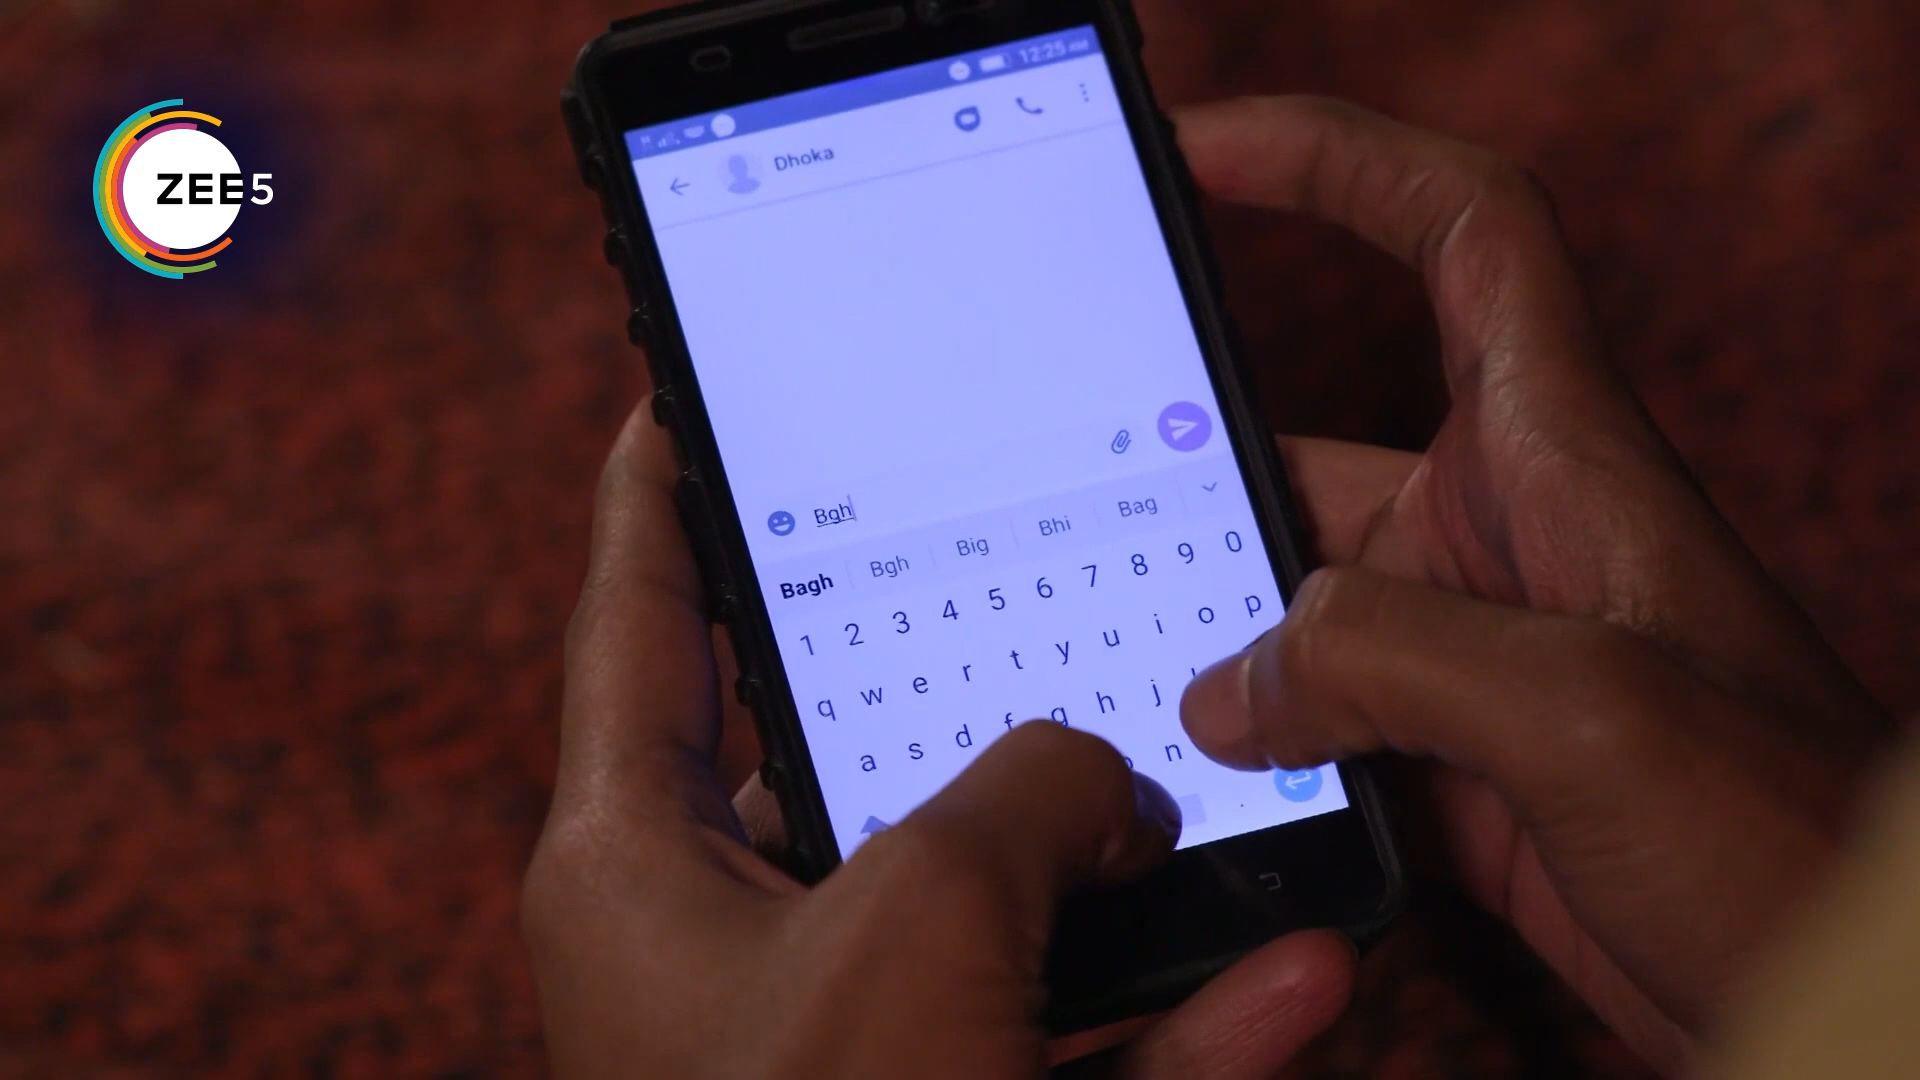 ZEE5
12:25 AM
Dhoka
Bgh
Bagh Bgh Big Bhi Bag
1 2 3 4 5 6 7 8 9 0
q w e r t y u i o p
a s d f g h j
n
.